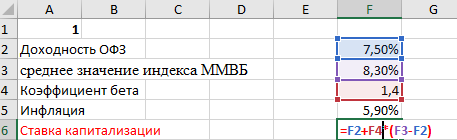 A B C D E F G
1 1
2 Доходность ОФЗ 7,50%
3 среднее значение индекса ММВБ 8,30%
4 Коэффициент бета 1,4
5 Инфляция 5,90%
6 Ставка капитализации =F2+F4*(F3-F2)